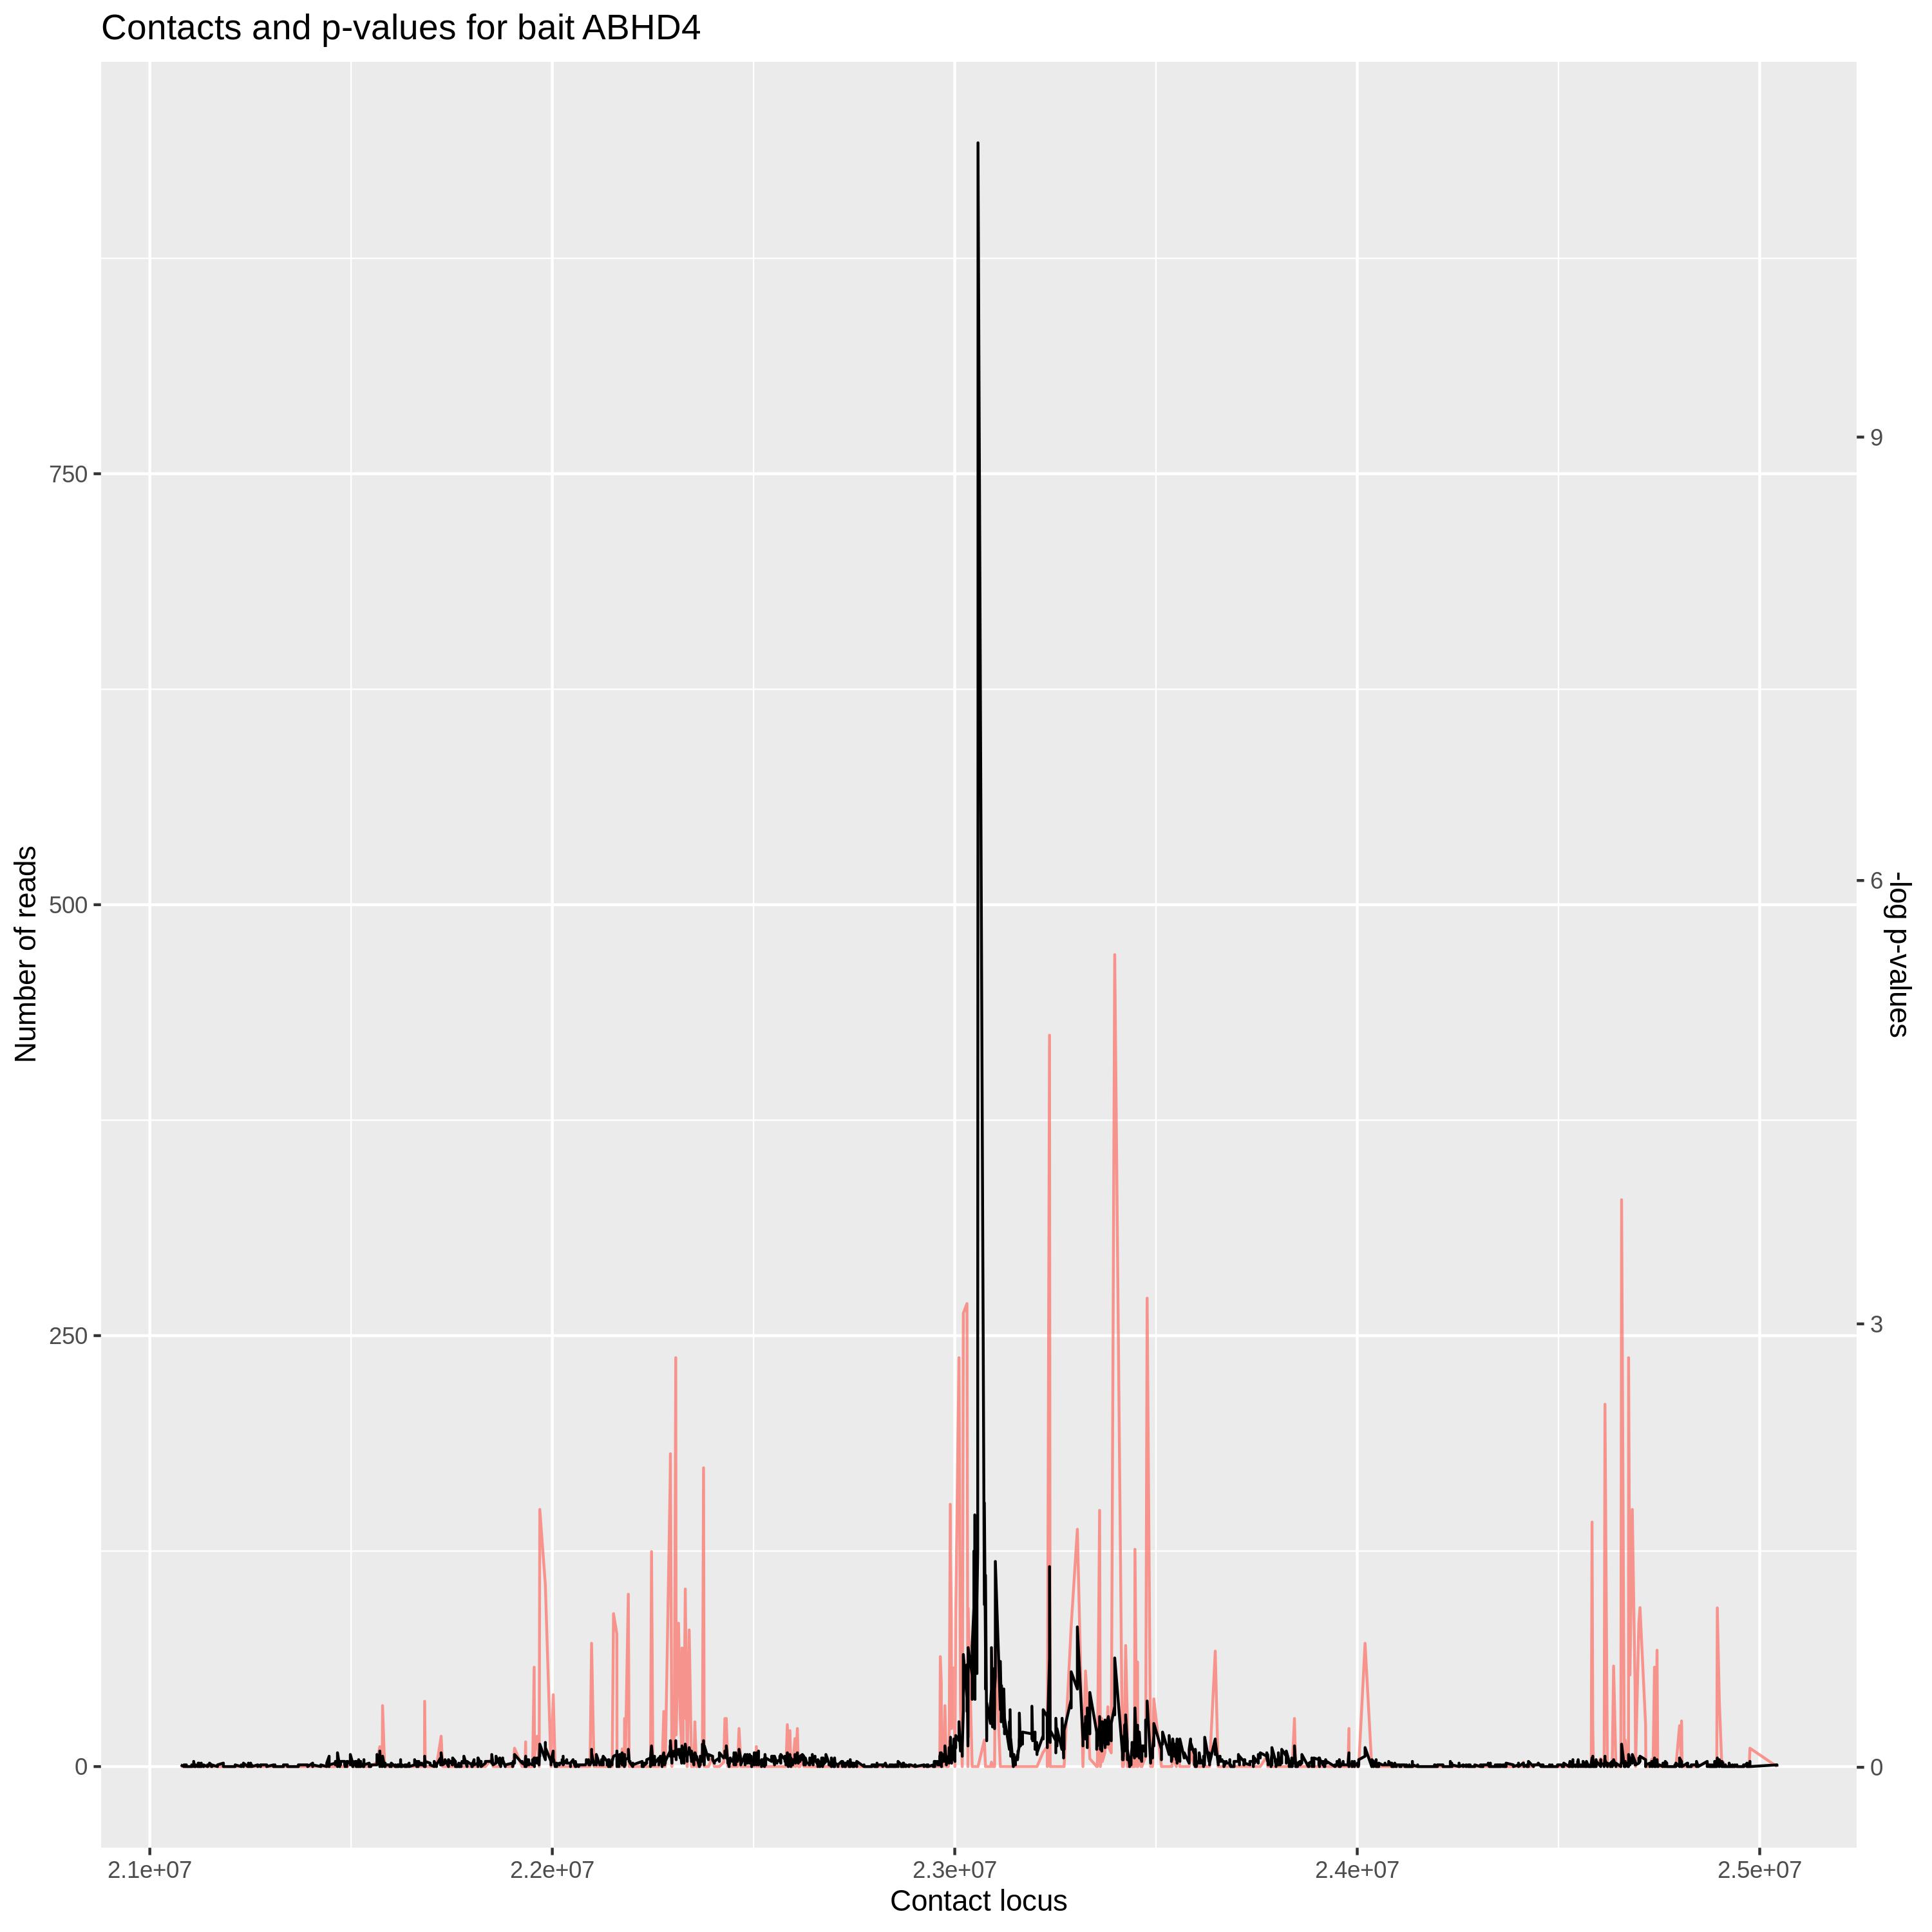 Contacts and p-values for bait ABHD4
750
500
250
0
9
6
3
0
Number of reads
-log p-values
2.1e+07 2.2e+07 2.3e+07 2.4e+07 2.5e+07
Contact locus